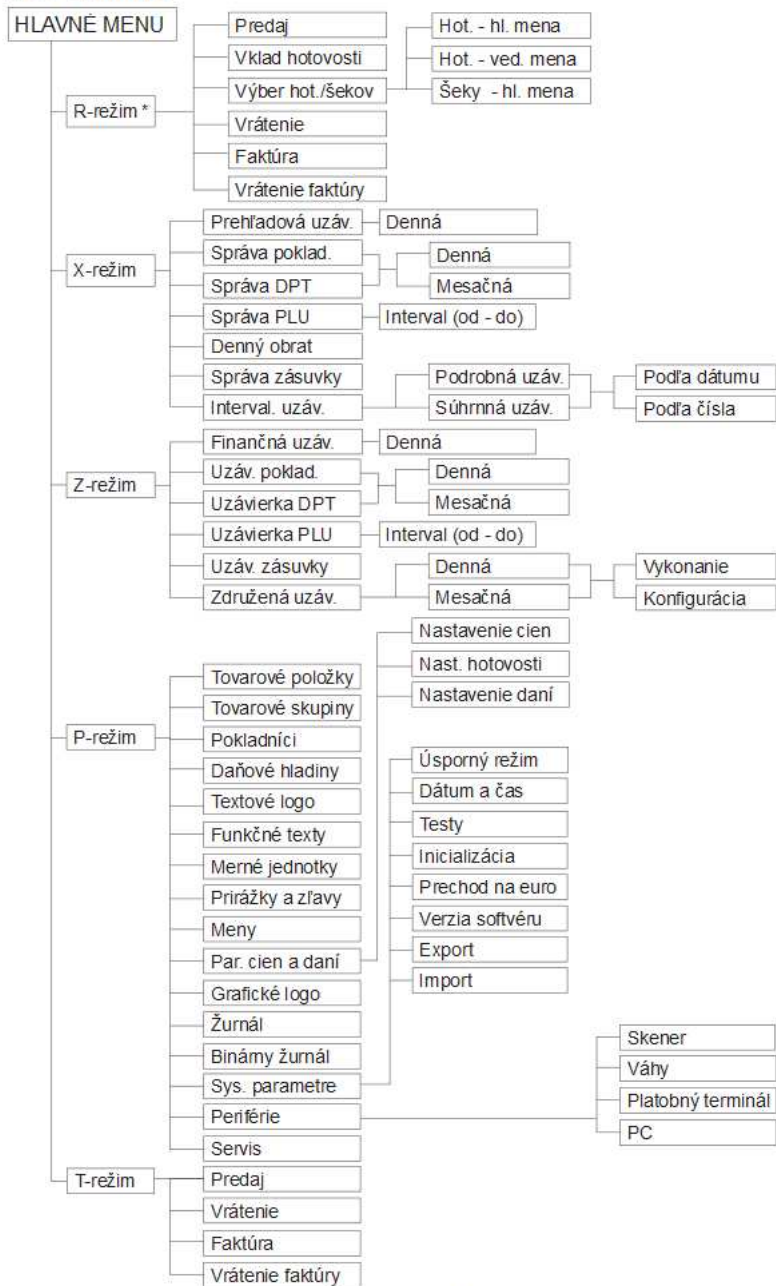 HLAVNÉ MENU
R-režim *
Predaj
Vklad hotovosti
Výber hot./šekov
Hot. - hl. mena
Hot. - ved. mena
Šeky - hl. mena
Vrátenie
Faktúra
Vrátenie faktúry
X-režim
Prehľadová uzáv.
Denná
Správa poklad.
Správa DPT
Denná
Mesačná
Správa PLU
Interval (od - do)
Denný obrat
Správa zásuvky
Interval. uzáv.
Podrobná uzáv.
Súhrnná uzáv.
Podľa dátumu
Podľa čísla
Z-režim
Finančná uzáv.
Denná
Uzáv. poklad.
Uzávierka DPT
Denná
Mesačná
Uzávierka PLU
Interval (od - do)
Uzáv. zásuvky
Združená uzáv.
Denná
Mesačná
Vykonanie
Konfigurácia
P-režim
Tovarové položky
Tovarové skupiny
Pokladníci
Daňové hladiny
Textové logo
Funkčné texty
Merné jednotky
Prirážky a zľavy
Meny
Par. cien a daní
Nastavenie cien
Nast. hotovosti
Nastavenie daní
Grafické logo
Žurnál
Binárny žurnál
Sys. parametre
Úsporný režim
Dátum a čas
Testy
Inicializácia
Prechod na euro
Verzia softvéru
Export
Import
Periférie
Skener
Váhy
Platobný terminál
PC
Servis
T-režim
Predaj
Vrátenie
Faktúra
Vrátenie faktúry